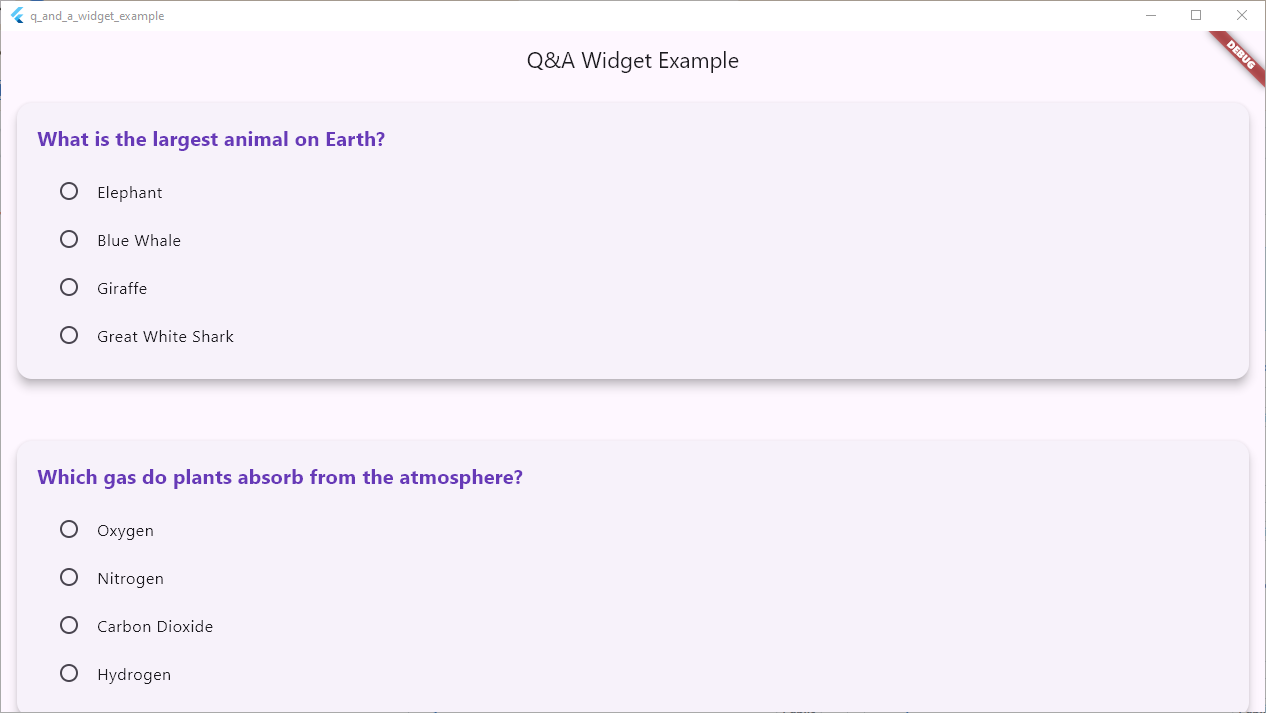 q_and_a_widget_example
Q&A Widget Example
DEBUG
What is the largest animal on Earth?
Elephant
Blue Whale
Giraffe
Great White Shark
Which gas do plants absorb from the atmosphere?
Oxygen
Nitrogen
Carbon Dioxide
Hydrogen